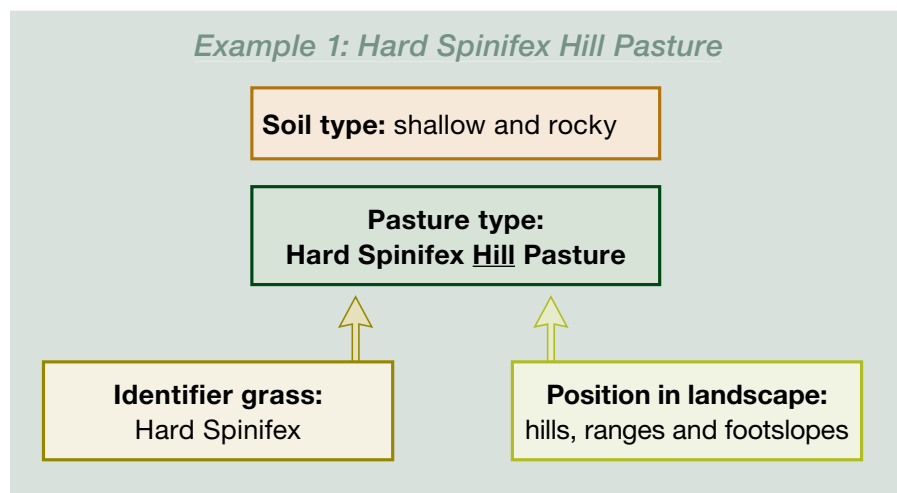 Example 1: Hard Spinifex Hill Pasture
Soil type: shallow and rocky
Pasture type:
Hard Spinifex Hill Pasture
Identifier grass:
Hard Spinifex
Position in landscape:
hills, ranges and footslopes